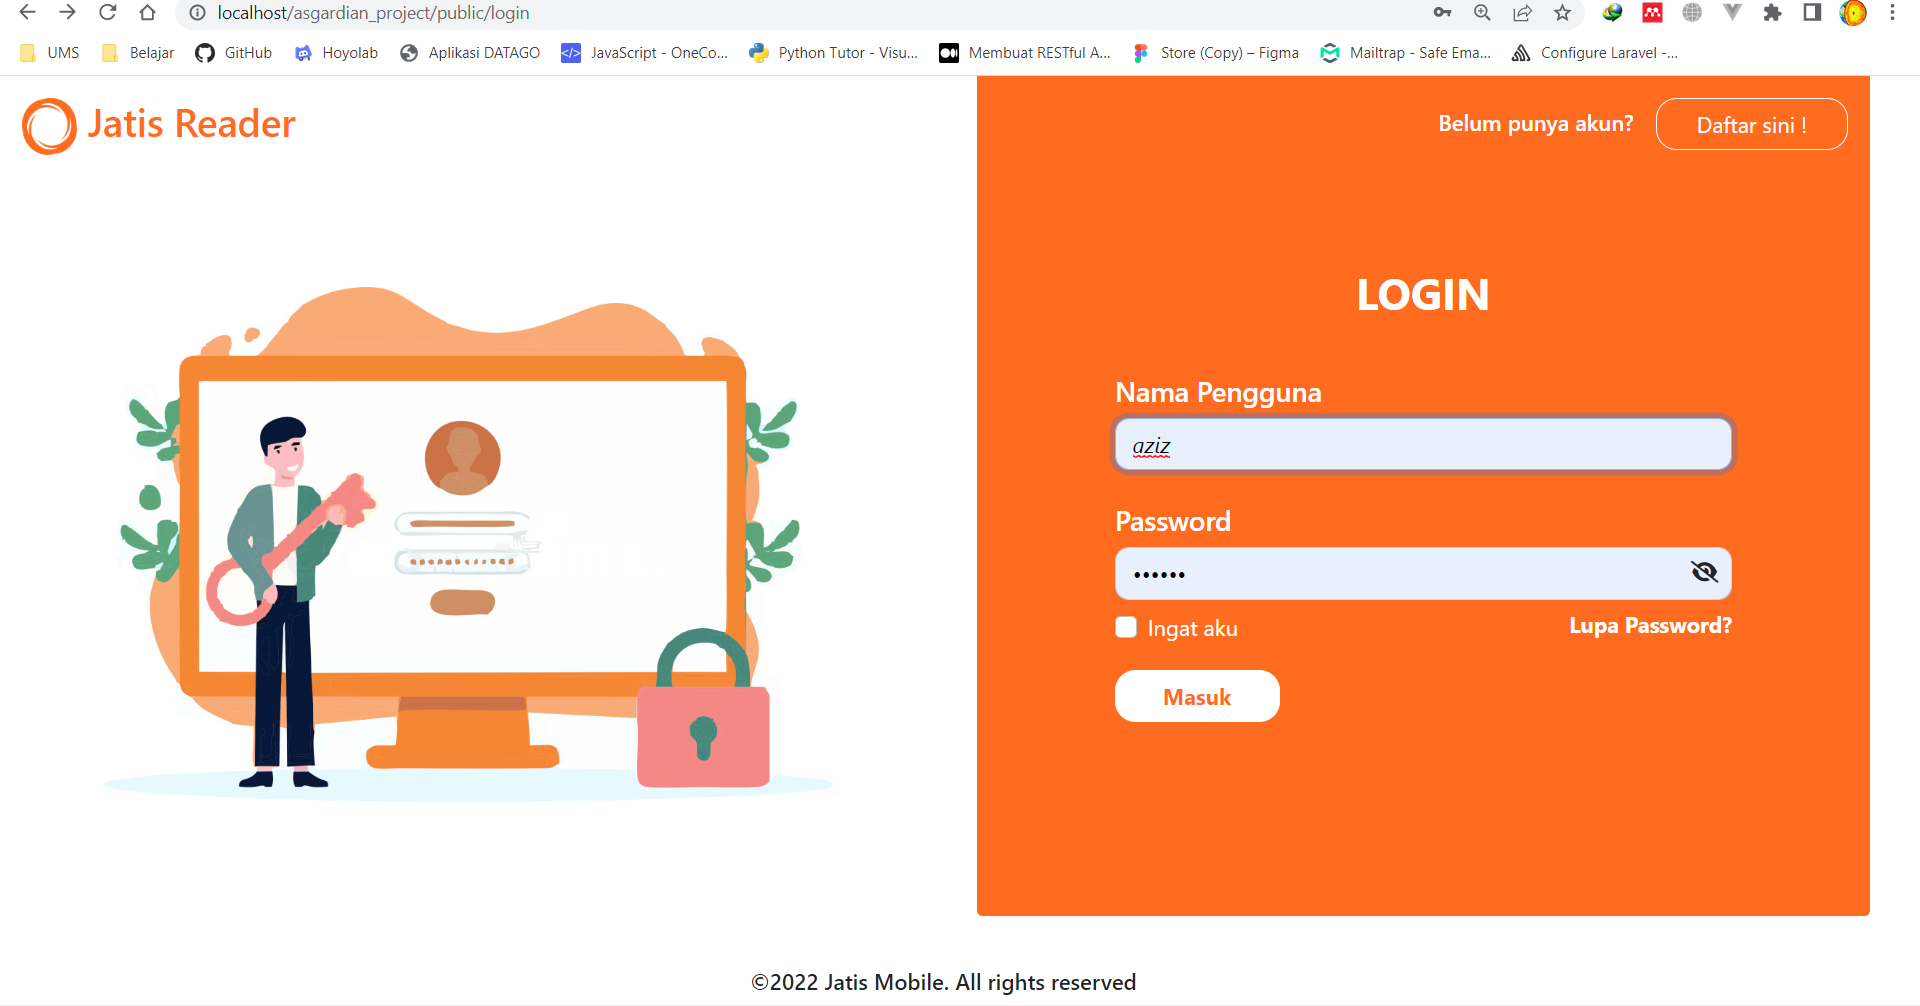 localhost/asgardian_project/public/login
UMS
Belajar
GitHub
Hoyolab
Aplikasi DATAGO
JavaScript - OneCo...
Python Tutor - Visu...
Membuat RESTful A...
Store (Copy) – Figma
Mailtrap - Safe Ema...
Configure Laravel -...
Jatis Reader
Belum punya akun?
Daftar sini !
LOGIN
Nama Pengguna
aziz
Password
••••••
Ingat aku
Lupa Password?
Masuk
©2022 Jatis Mobile. All rights reserved